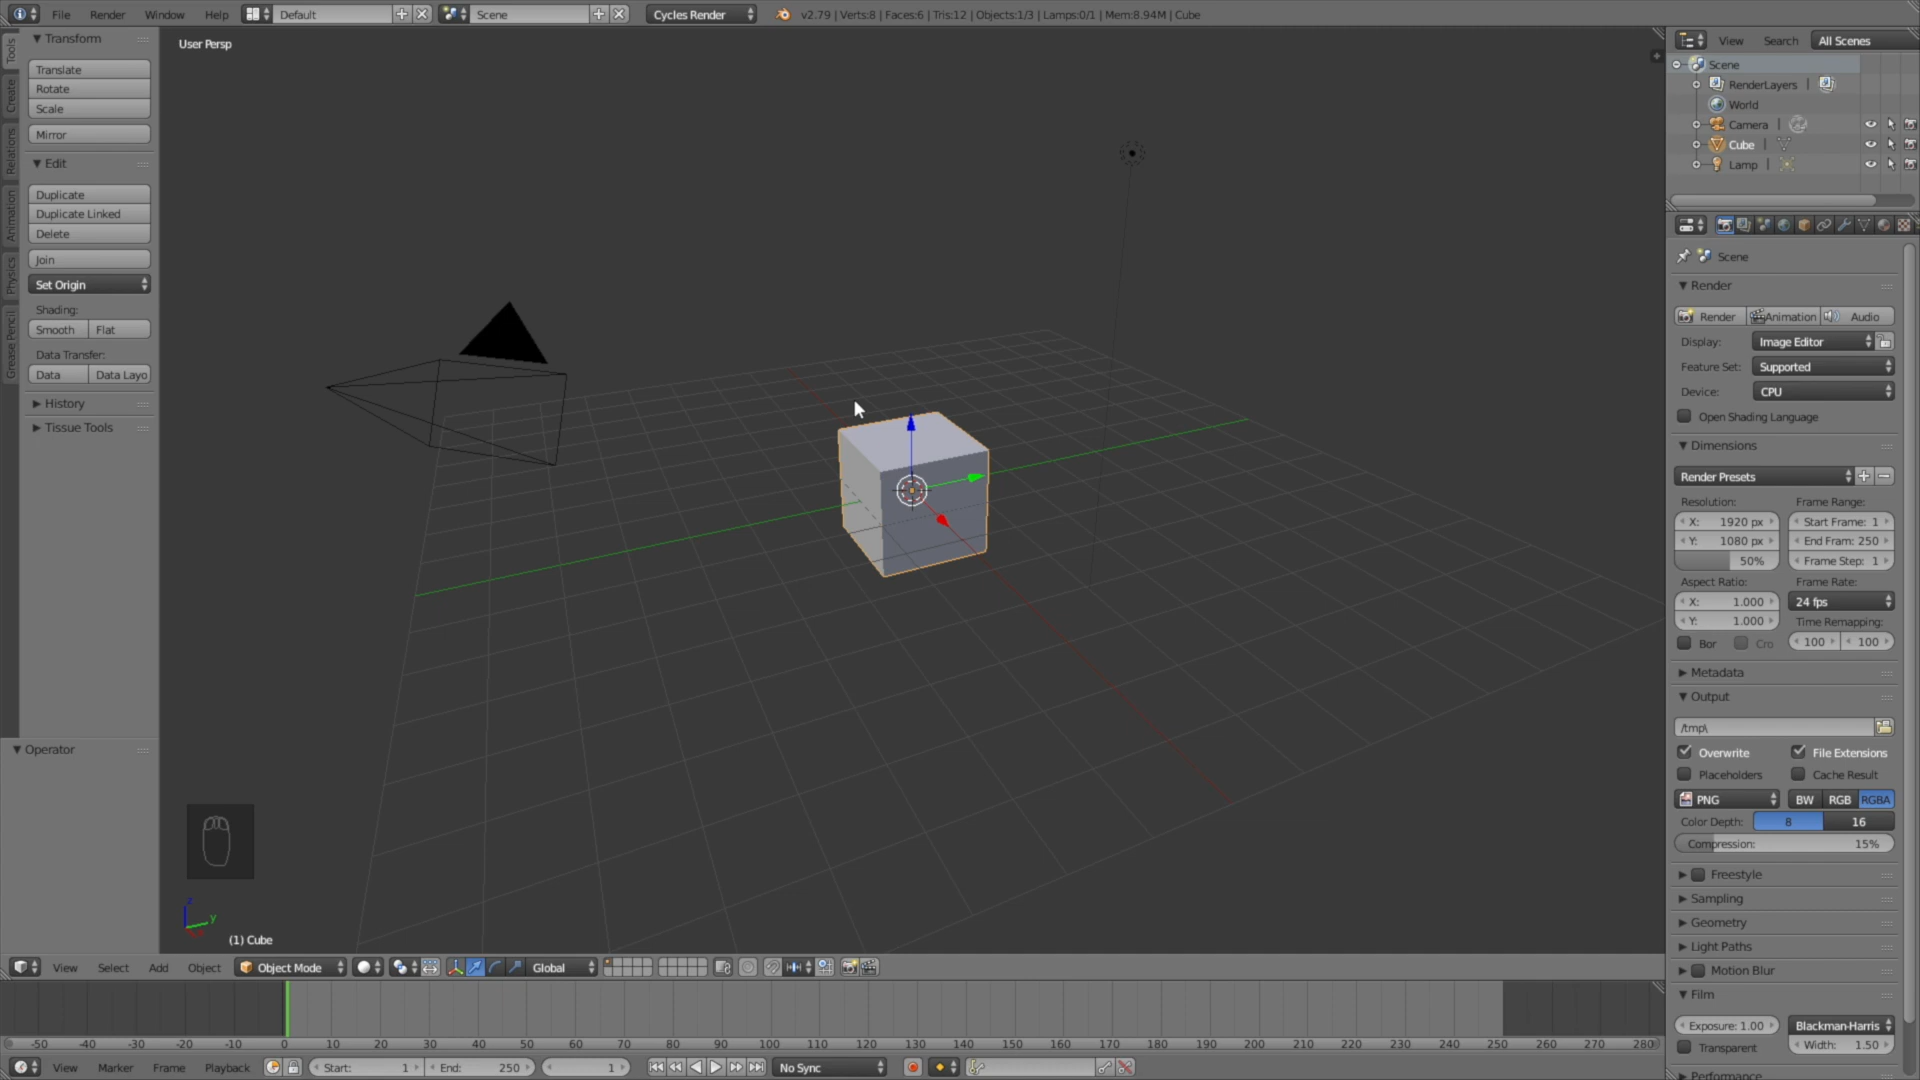 File Render Window Help Default Scene Cycles Render v2.79 | Verts:8 | Faces:6 | Tris:12 | Objects:1/3 | Lamps:0/1 | Mem:8.94M | Cube
Tools
Create
Relations
Animation
Physics
Grease Pencil
Transform
Translate
Rotate
Scale
Mirror
Edit
Duplicate
Duplicate Linked
Delete
Join
Set Origin
Shading:
Smooth Flat
Data Transfer:
Data Data Layo
History
Tissue Tools
Operator
User Persp
z
y
(1) Cube
View Select Add Object Object Mode Global
-50 -40 -30 -20 -10 0 10 20 30 40 50 60 70 80 90 100 110 120 130 140 150 160 170 180 190 200 210 220 230 240 250 260 270 280
View Marker Frame Playback Start: 1 End: 250 1 No Sync
View Search All Scenes
Scene
RenderLayers |
World
Camera |
Cube |
Lamp |
Scene
Render
Render Animation Audio
Display: Image Editor
Feature Set: Supported
Device: CPU
Open Shading Language
Dimensions
Render Presets
Resolution: Frame Range:
X: 1920 px Start Frame: 1
Y: 1080 px End Fram: 250
50% Frame Step: 1
Aspect Ratio: Frame Rate:
X: 1.000 24 fps
Y: 1.000 Time Remapping:
Bor Cro 100 100
Metadata
Output
/tmp\
Overwrite File Extensions
Placeholders Cache Result
PNG BW RGB RGBA
Color Depth: 8 16
Compression: 15%
Freestyle
Sampling
Geometry
Light Paths
Motion Blur
Film
Exposure: 1.00 Blackman-Harris
Transparent Width: 1.50
Performance